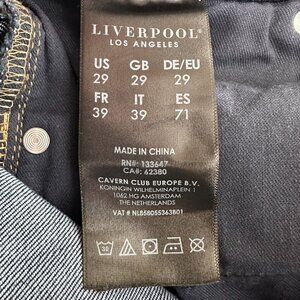 LIVERPOOL®
LOS ANGELES
US GB DE/EU
29 29 29
FR IT ES
39 39 71
MADE IN CHINA
RN#: 133647
CA#: 62380
CAVERN CLUB EUROPE B.V.
KONINGIN WILHELMINAPLEIN 1
1062 HG AMSTERDAM
THE NETHERLANDS
VAT # NL858055363B01
30